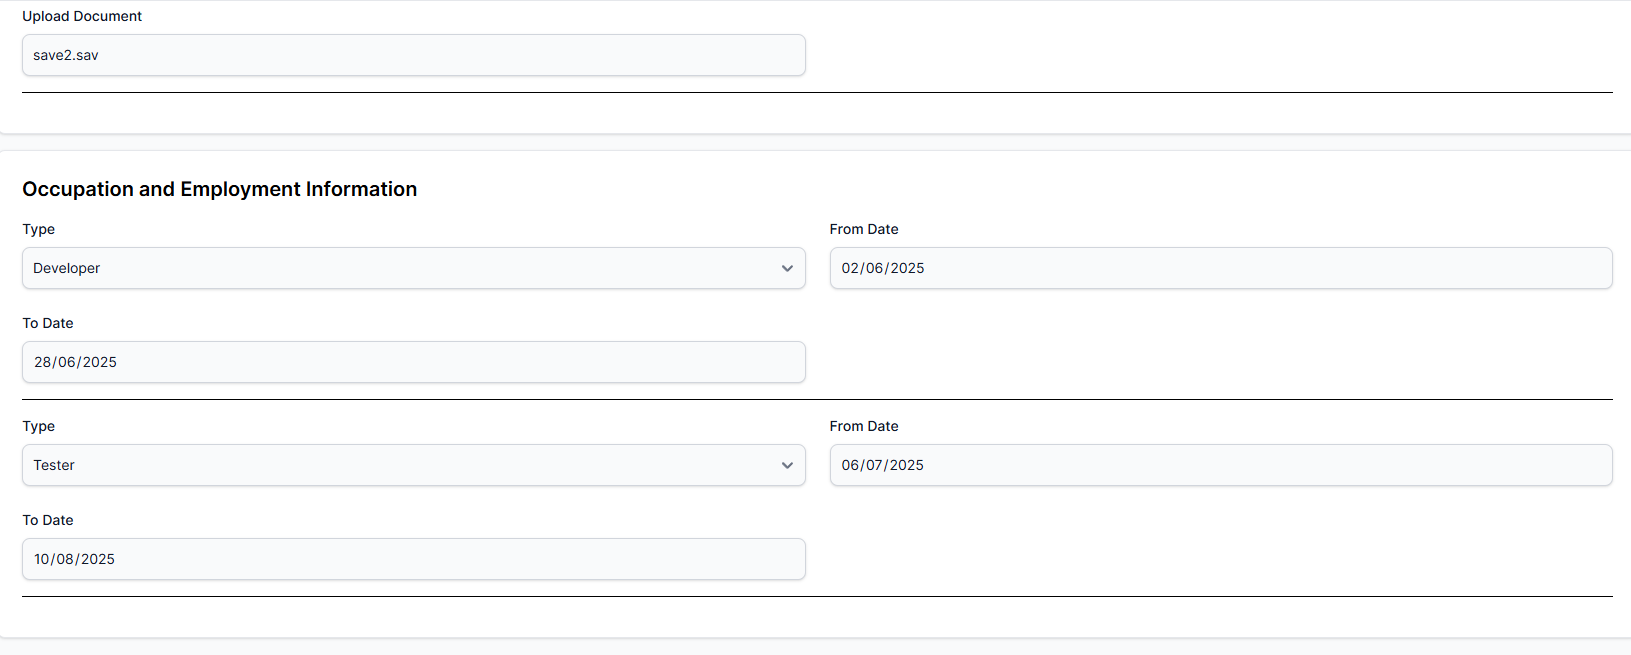 Upload Document
save2.sav
Occupation and Employment Information
Type
From Date
Developer
02/06/2025
To Date
28/06/2025
Type
From Date
Tester
06/07/2025
To Date
10/08/2025